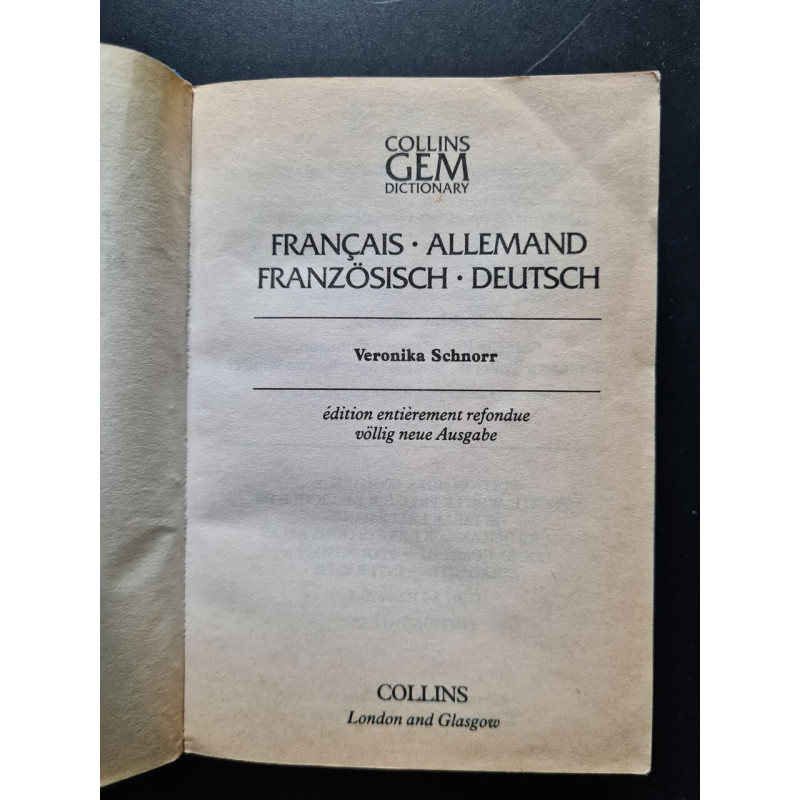 COLLINS
GEM
DICTIONARY
FRANÇAIS · ALLEMAND
FRANZÖSISCH · DEUTSCH
Veronika Schnorr
édition entièrement refondue
völlig neue Ausgabe
COLLINS
London and Glasgow